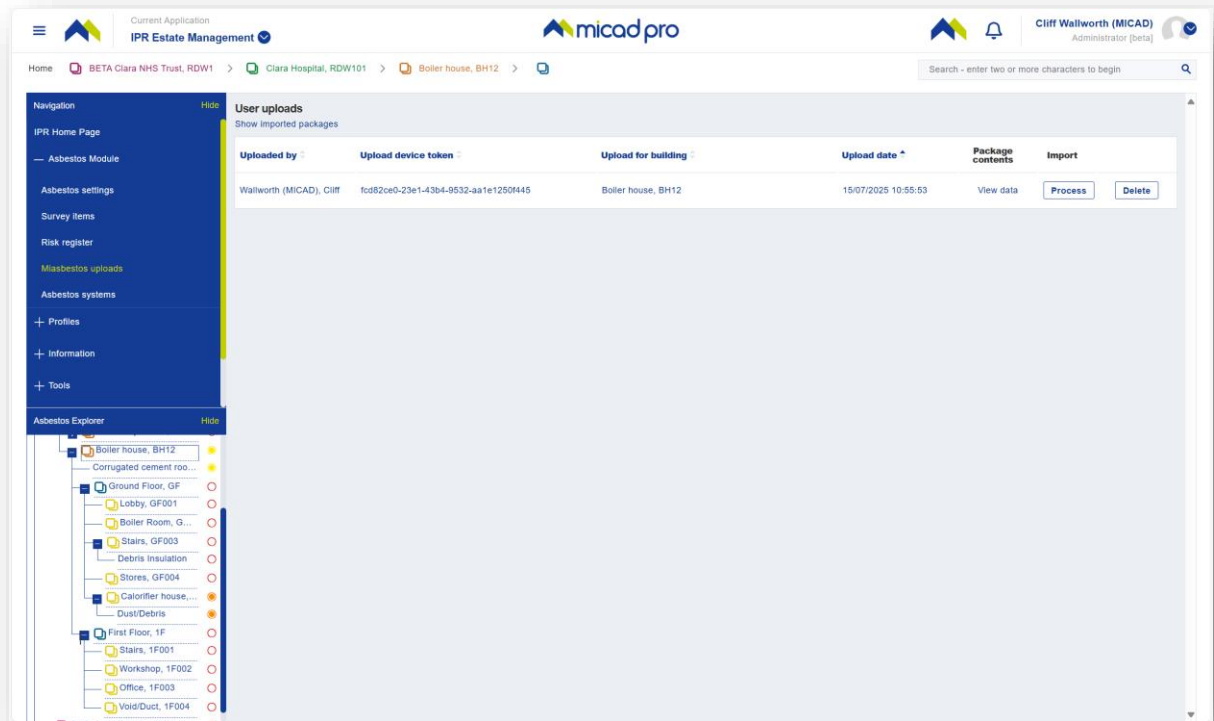 Current Application
IPR Estate Management
micad pro
Cliff Wallworth (MICAD)
Administrator [beta]
Home BETA Clara NHS Trust, RDW1 > Clara Hospital, RDW101 > Boiler house, BH12 >
Search - enter two or more characters to begin
Navigation Hide
IPR Home Page
Asbestos Module
Asbestos settings
Survey items
Risk register
Miasbestos uploads
Asbestos systems
Profiles
Information
Tools
User uploads
Show imported packages
Uploaded by Upload device token Upload for building Upload date Package contents Import
Wallworth (MICAD), Cliff fcd82ce0-23e1-43b4-9532-aa1e1250f445 Boiler house, BH12 15/07/2025 10:55:53 View data Process Delete
Asbestos Explorer Hide
Boiler house, BH12
Corrugated cement roo...
Ground Floor, GF
Lobby, GF001
Boiler Room, G...
Stairs, GF003
Debris Insulation
Stores, GF004
Calorifier house,...
Dust/Debris
First Floor, 1F
Stairs, 1F001
Workshop, 1F002
Office, 1F003
Void/Duct, 1F004